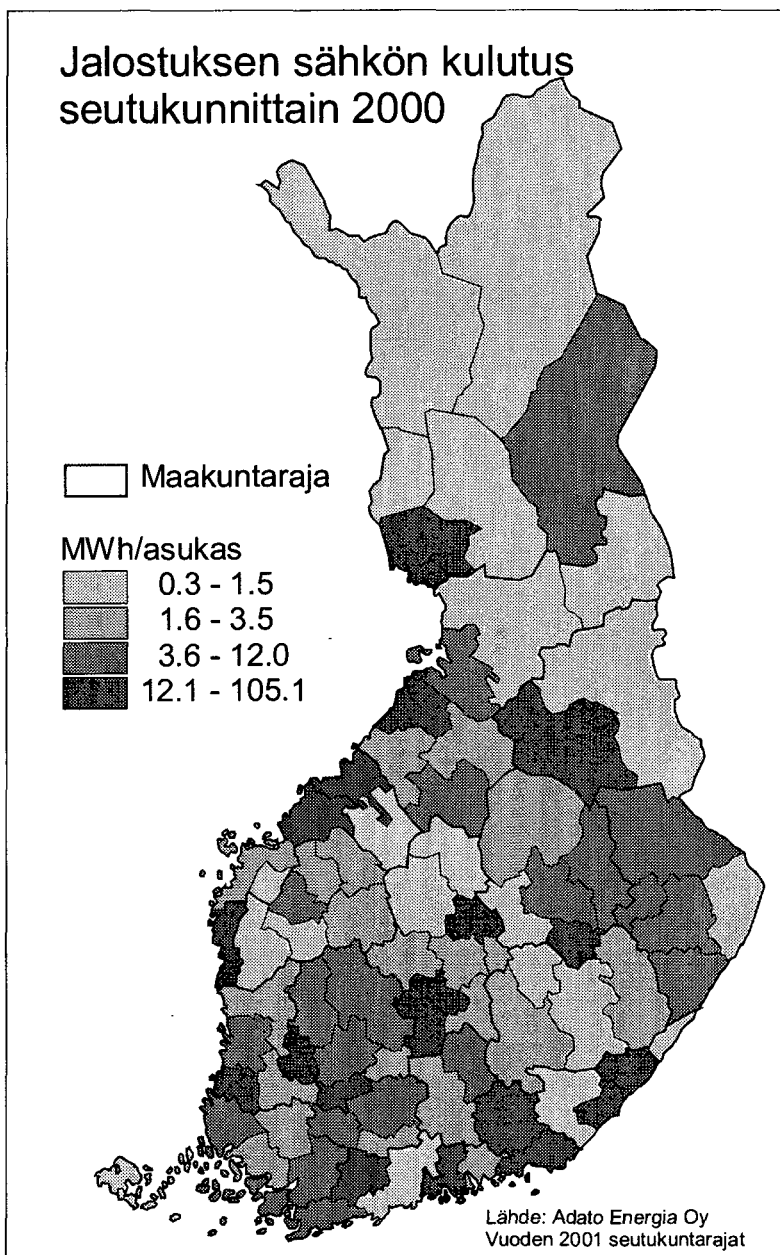 Jalostuksen sähkön kulutus
seutukunnittain 2000
Maakuntaraja
MWh/asukas
0.3 - 1.5
1.6 - 3.5
3.6 - 12.0
12.1 - 105.1
Lähde: Adato Energia Oy
Vuoden 2001 seutukuntarajat